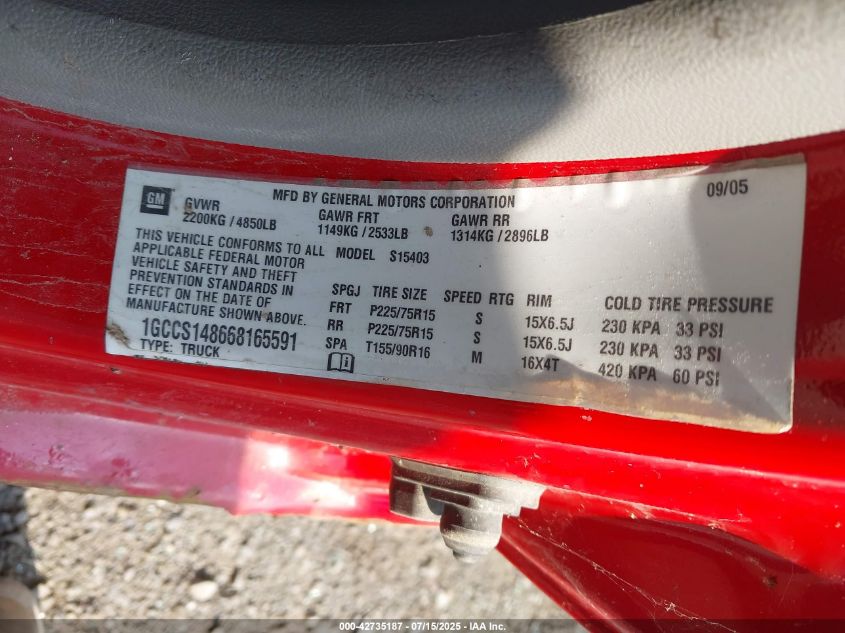 GM
MFD BY GENERAL MOTORS CORPORATION
09/05
GVWR GAWR FRT GAWR RR
2200KG / 4850LB 1149KG / 2533LB 1314KG / 2896LB
THIS VEHICLE CONFORMS TO ALL
APPLICABLE FEDERAL MOTOR
VEHICLE SAFETY AND THEFT
PREVENTION STANDARDS IN
EFFECT ON THE DATE OF
MANUFACTURE SHOWN ABOVE.
1GCCS148668165591
TYPE: TRUCK
MODEL S15403
SPGJ TIRE SIZE SPEED RTG RIM COLD TIRE PRESSURE
FRT P225/75R15 S 15X6.5J 230 KPA 33 PSI
RR P225/75R15 S 15X6.5J 230 KPA 33 PSI
SPA T155/90R16 M 16X4T 420 KPA 60 PSI
000-42735187 - 07/15/2025 - IAA Inc.